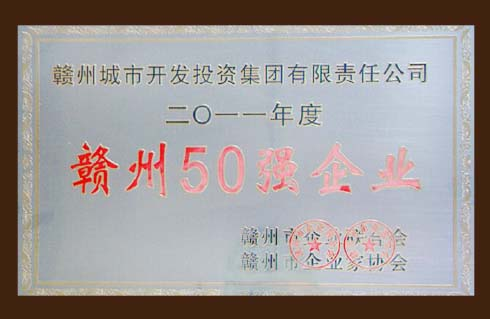 赣州城市开发投资集团有限责任公司
二〇一一年度
赣州50强企业
赣州市企业联合会
赣州市企业家协会